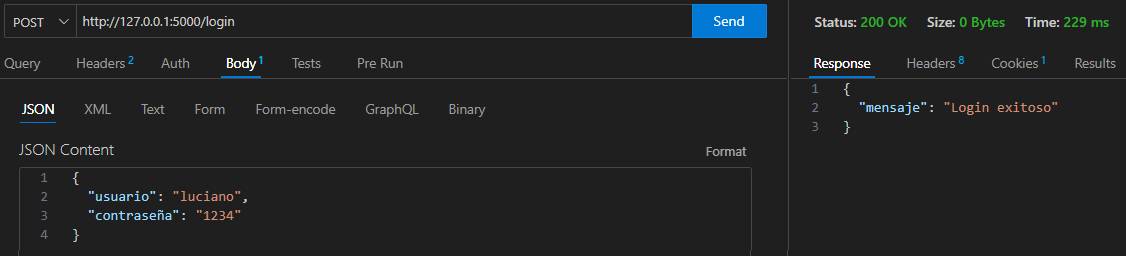 POST http://127.0.0.1:5000/login Send
Status: 200 OK Size: 0 Bytes Time: 229 ms
Query Headers 2 Auth Body 1 Tests Pre Run
Response Headers 8 Cookies 1 Results
JSON XML Text Form Form-encode GraphQL Binary
JSON Content
Format
1 {
2 "usuario": "luciano",
3 "contraseña": "1234"
4 }
1 {
2 "mensaje": "Login exitoso"
3 }